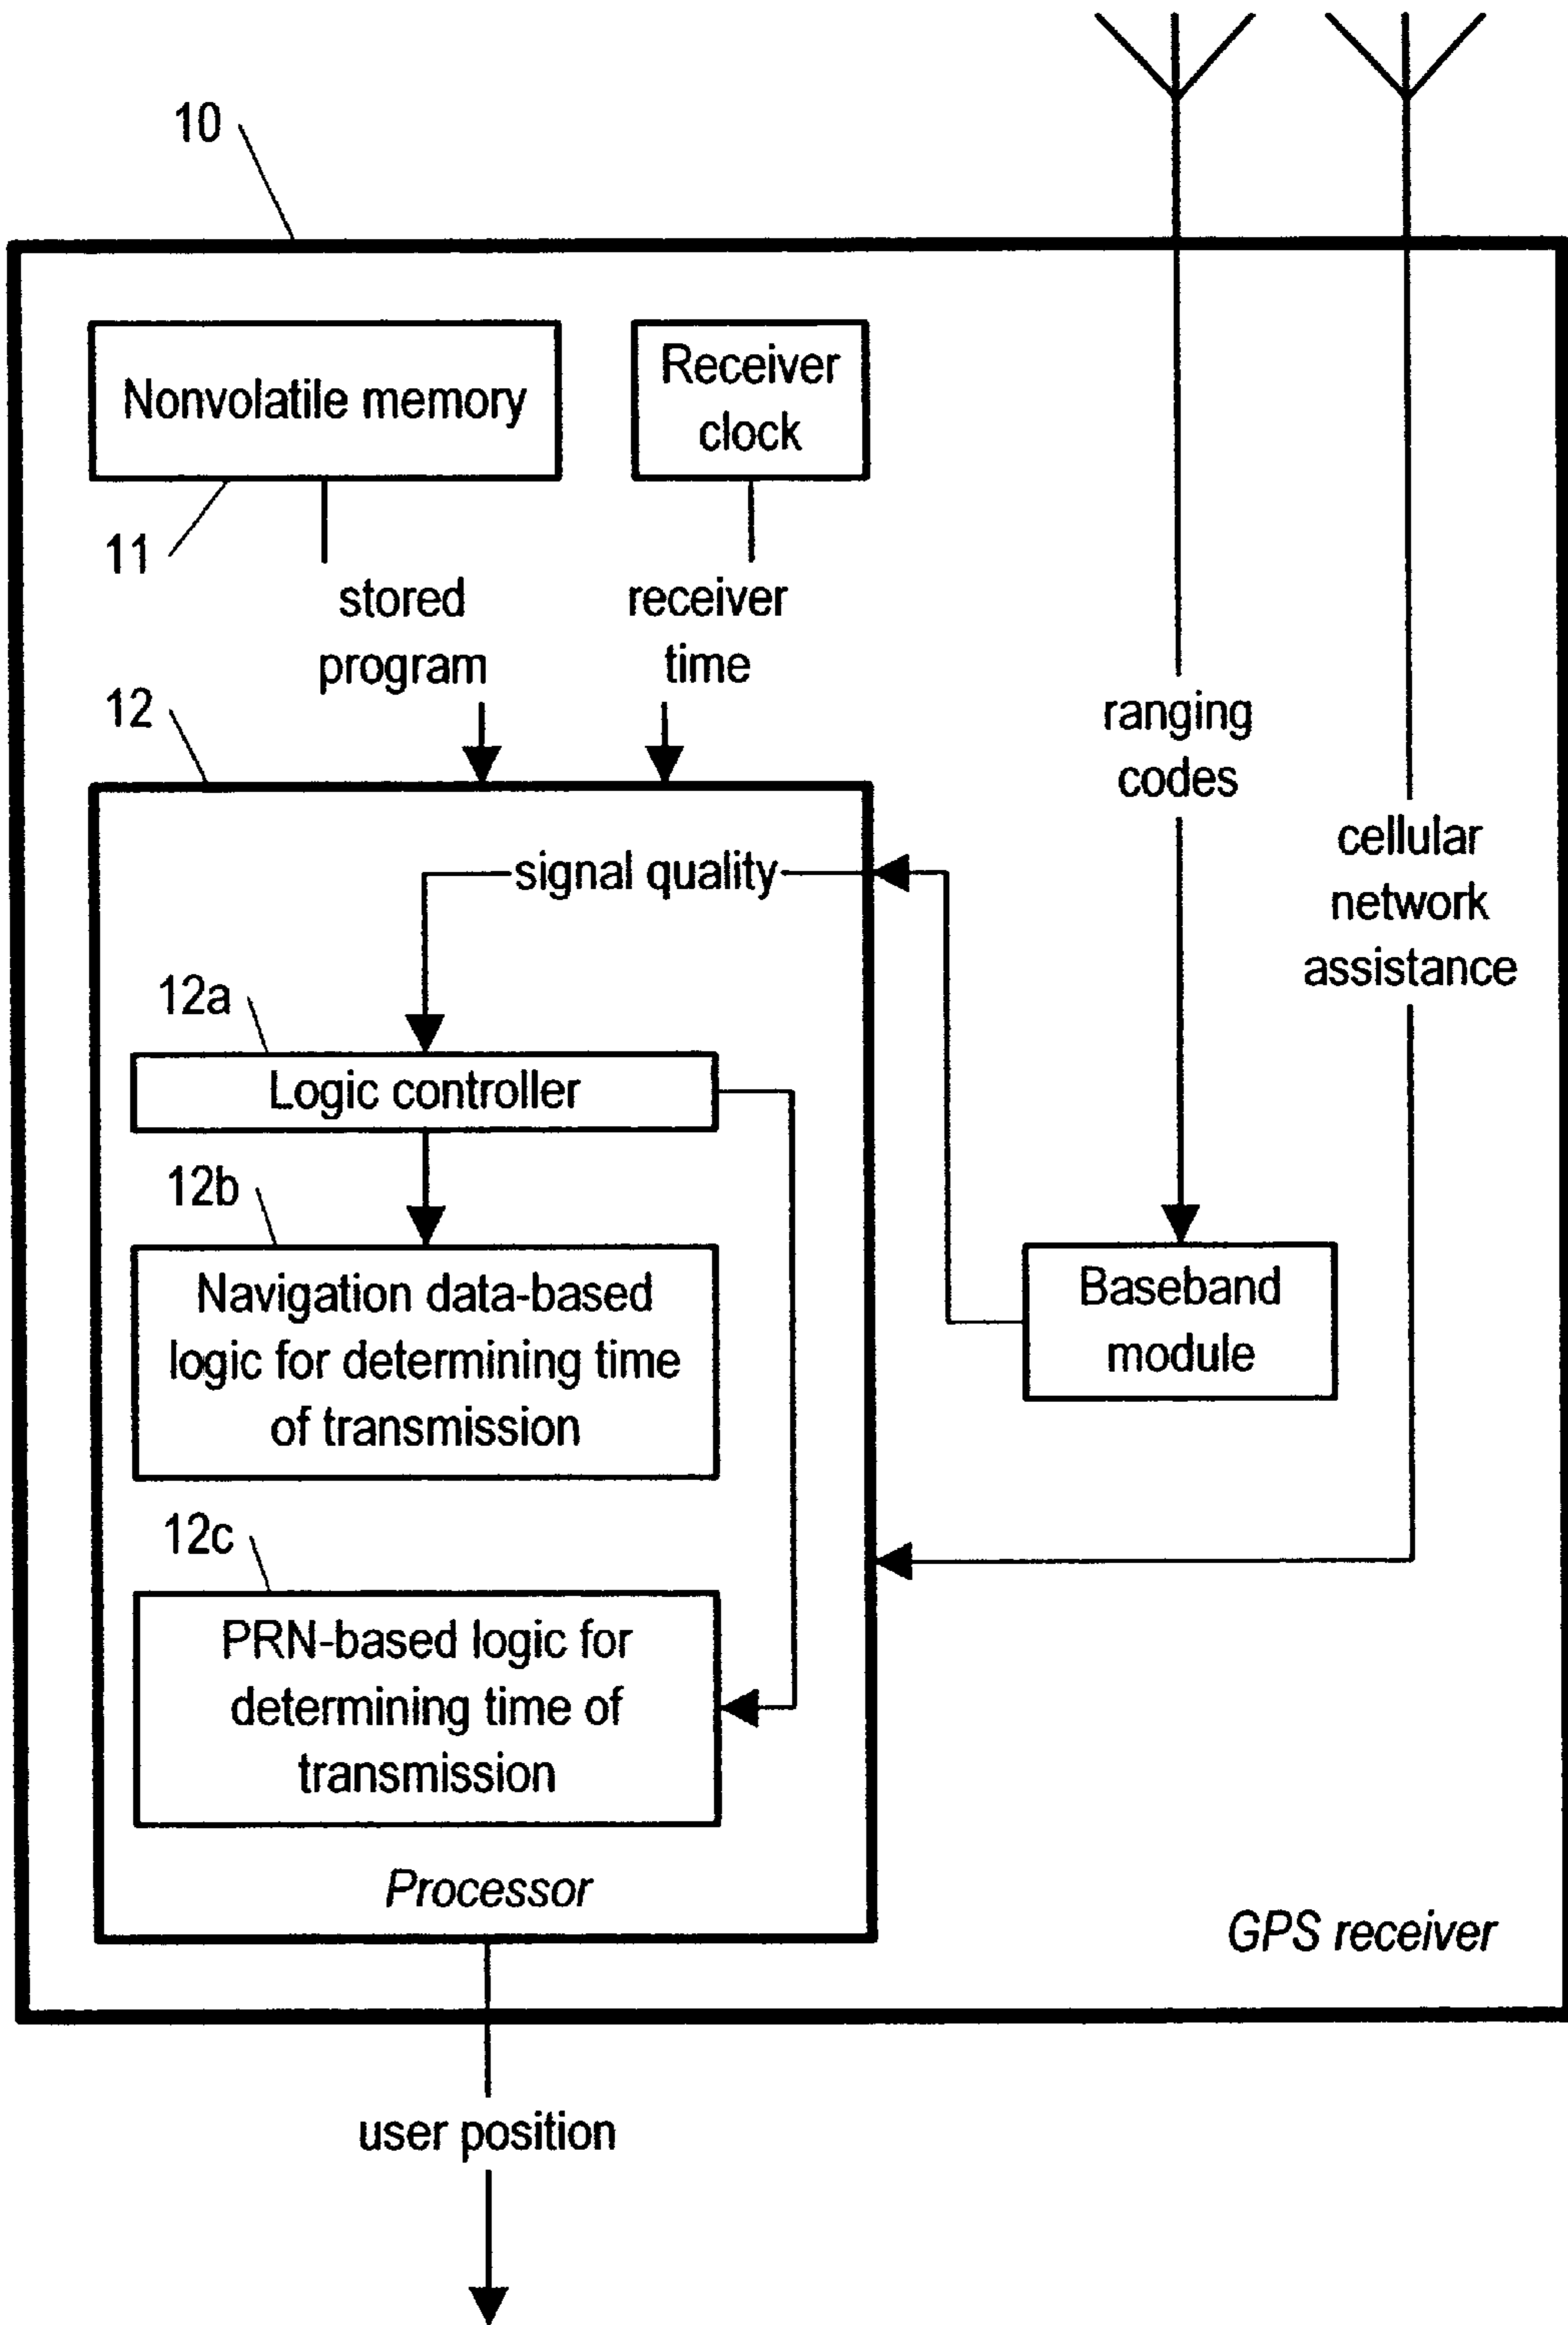 10
Nonvolatile memory
Receiver
clock
11
stored
program
receiver
time
12
ranging
codes
cellular
network
assistance
signal quality
12a
Logic controller
12b
Navigation data-based
logic for determining time
of transmission
Baseband
module
12c
PRN-based logic for
determining time of
transmission
Processor
GPS receiver
user position